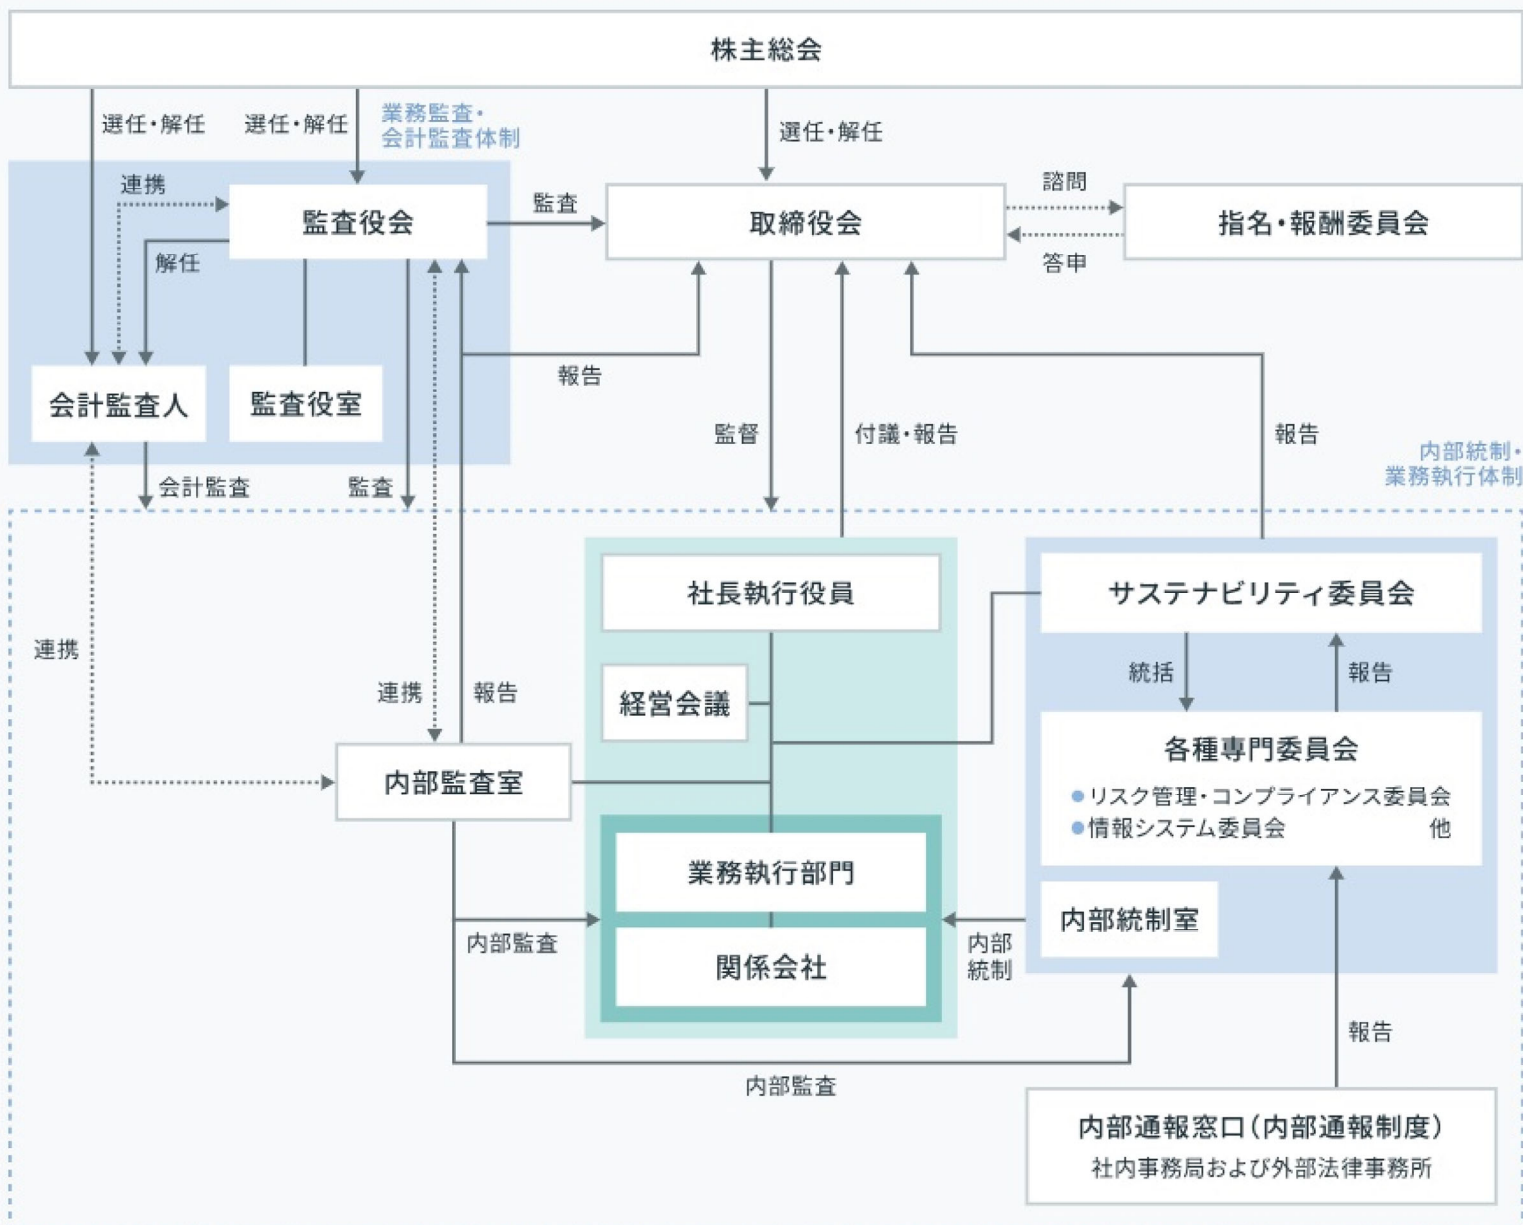 株主総会
選任・解任
選任・解任
業務監査・
会計監査体制
選任・解任
連携
監査役会
監査
取締役会
諮問
答申
指名・報酬委員会
解任
会計監査人
監査役室
報告
監督
付議・報告
報告
内部統制・
業務執行体制
会計監査
監査
社長執行役員
サステナビリティ委員会
連携
連携
報告
経営会議
統括
報告
内部監査室
各種専門委員会
リスク管理・コンプライアンス委員会
情報システム委員会 他
業務執行部門
内部監査
関係会社
内部
統制
内部統制室
報告
内部監査
内部通報窓口（内部通報制度）
社内事務局および外部法律事務所